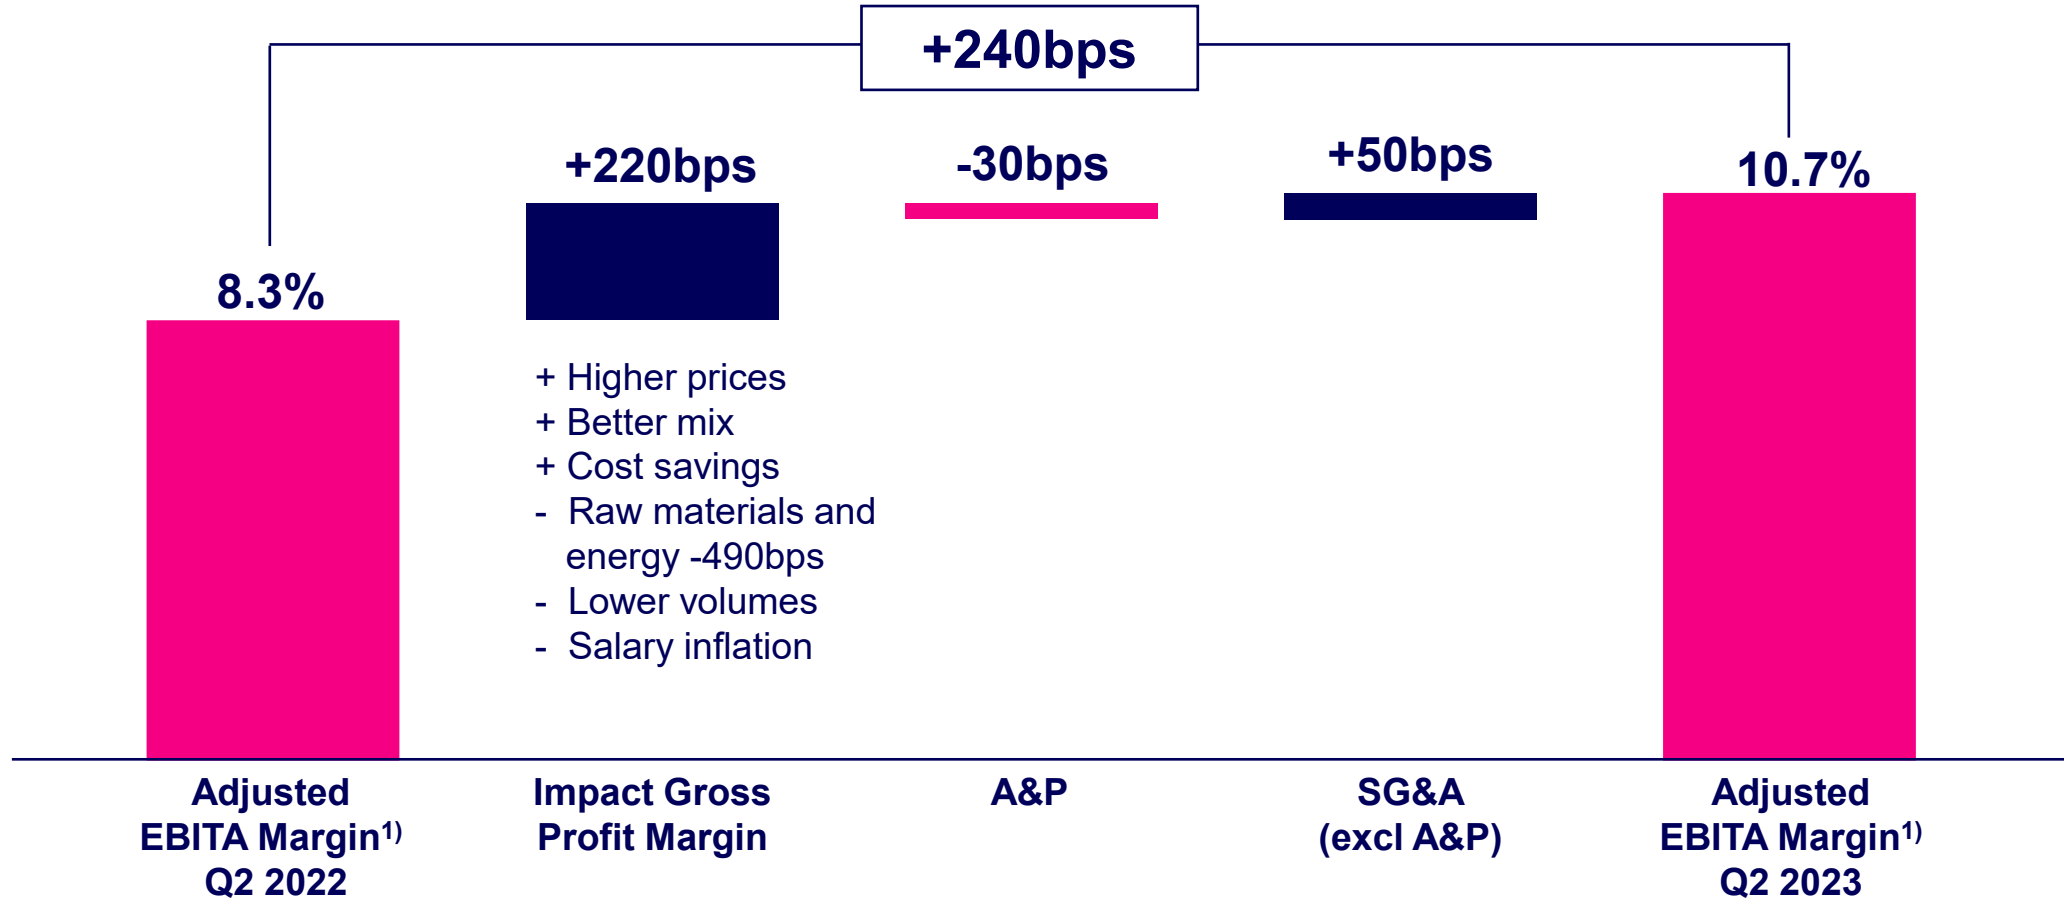 +240bps
+220bps
-30bps
+50bps
10.7%
8.3%
+ Higher prices
+ Better mix
+ Cost savings
- Raw materials and
energy -490bps
- Lower volumes
- Salary inflation
Adjusted
EBITA Margin¹⁾
Q2 2022
Impact Gross
Profit Margin
A&P
SG&A
(excl A&P)
Adjusted
EBITA Margin¹⁾
Q2 2023